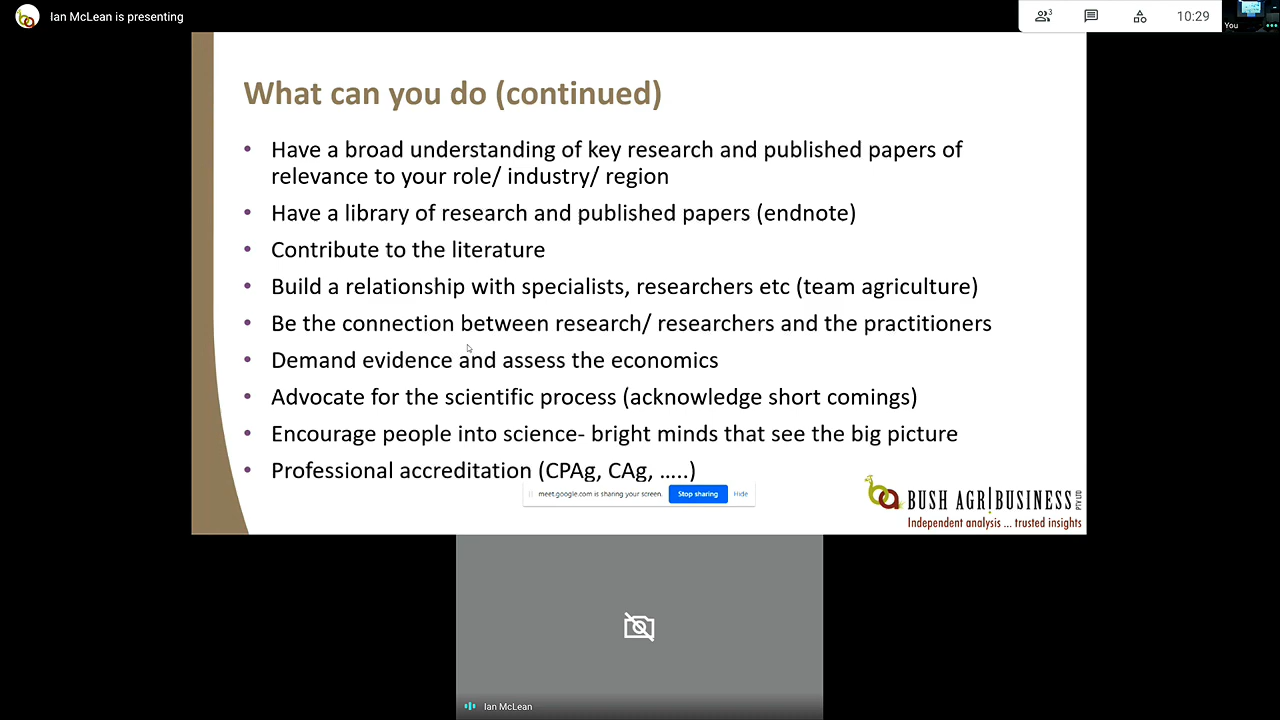 Ian McLean is presenting
3
10:29
You
What can you do (continued)
• Have a broad understanding of key research and published papers of
relevance to your role/ industry/ region
• Have a library of research and published papers (endnote)
• Contribute to the literature
• Build a relationship with specialists, researchers etc (team agriculture)
• Be the connection between research/ researchers and the practitioners
• Demand evidence and assess the economics
• Advocate for the scientific process (acknowledge short comings)
• Encourage people into science- bright minds that see the big picture
• Professional accreditation (CPAg, CAg, …..)
meet.google.com is sharing your screen. Stop sharing Hide
BUSH AGRIBUSINESS PTY LTD
Independent analysis ... trusted insights
Ian McLean